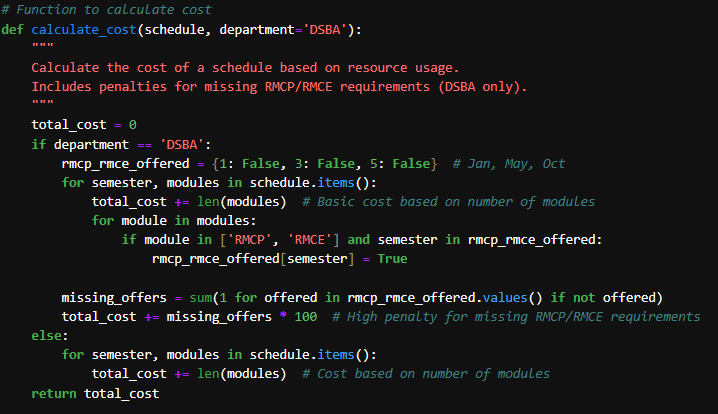 # Function to calculate cost
def calculate_cost(schedule, department='DSBA'):
    """
    Calculate the cost of a schedule based on resource usage.
    Includes penalties for missing RMCP/RMCE requirements (DSBA only).
    """
    total_cost = 0
    if department == 'DSBA':
        rmcp_rmce_offered = {1: False, 3: False, 5: False}  # Jan, May, Oct
        for semester, modules in schedule.items():
            total_cost += len(modules)  # Basic cost based on number of modules
            for module in modules:
                if module in ['RMCP', 'RMCE'] and semester in rmcp_rmce_offered:
                    rmcp_rmce_offered[semester] = True

        missing_offers = sum(1 for offered in rmcp_rmce_offered.values() if not offered)
        total_cost += missing_offers * 100  # High penalty for missing RMCP/RMCE requirements
    else:
        for semester, modules in schedule.items():
            total_cost += len(modules)  # Cost based on number of modules
    return total_cost